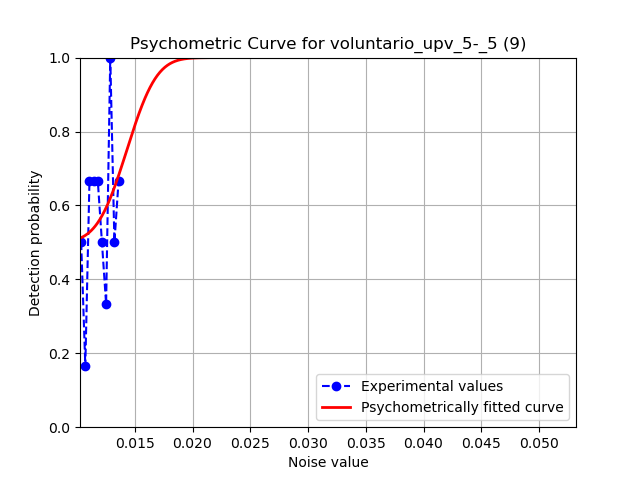 Psychometric Curve for voluntario_upv_5-_5 (9)
1.0
0.8
0.6
0.4
0.2
0.0
Detection probability
Experimental values
Psychometrically fitted curve
0.015 0.020 0.025 0.030 0.035 0.040 0.045 0.050
Noise value